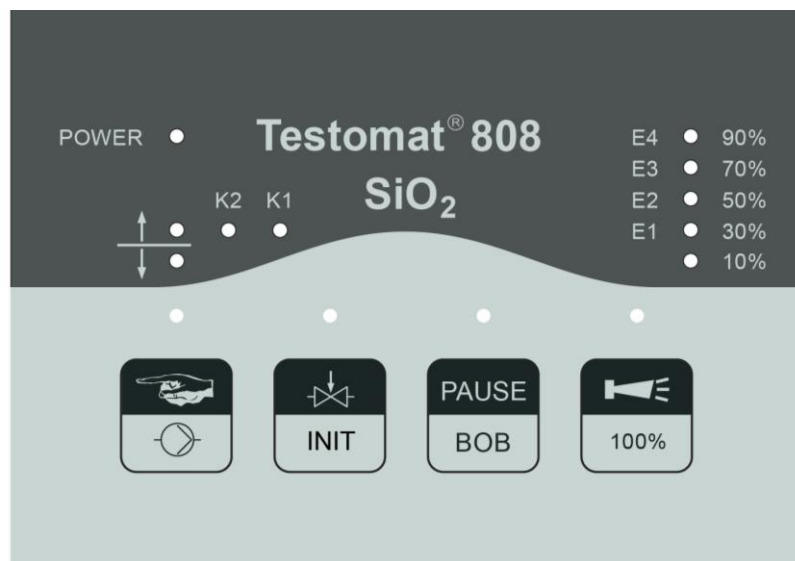 POWER
Testomat® 808
SiO₂
K2 K1
E4 90%
E3 70%
E2 50%
E1 30%
10%
INIT
PAUSE
BOB
100%